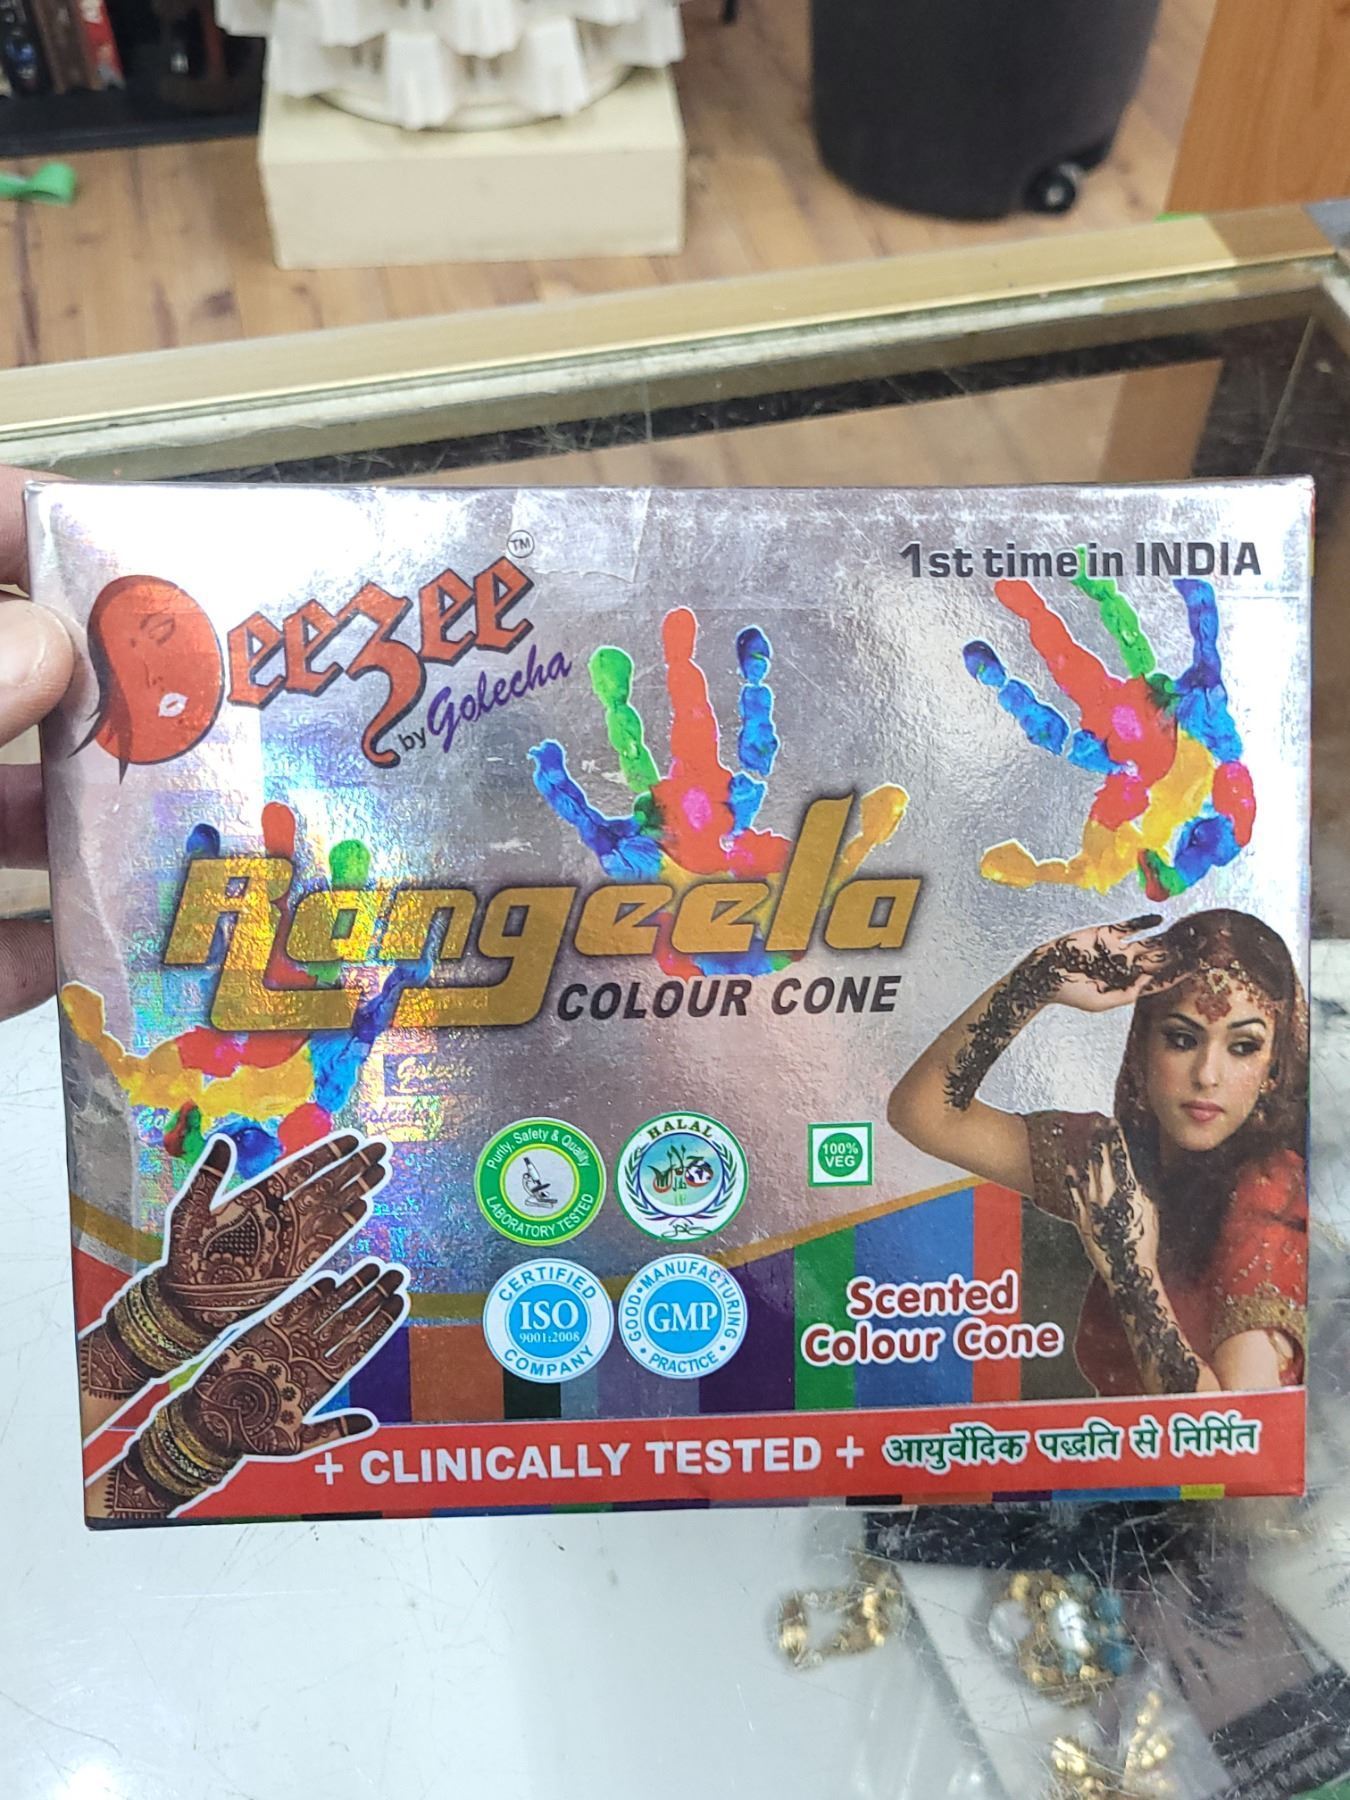 Deezee™
by Golecha
1st time in INDIA
Rangeela
COLOUR CONE
Purity, Safety & Quality
LABORATORY TESTED
HALAL
100%
VEG
CERTIFIED
ISO
9001:2008
COMPANY
GOOD • MANUFACTURING
GMP
• PRACTICE •
Scented
Colour Cone
+ CLINICALLY TESTED + आयुर्वेदिक पद्धति से निर्मित